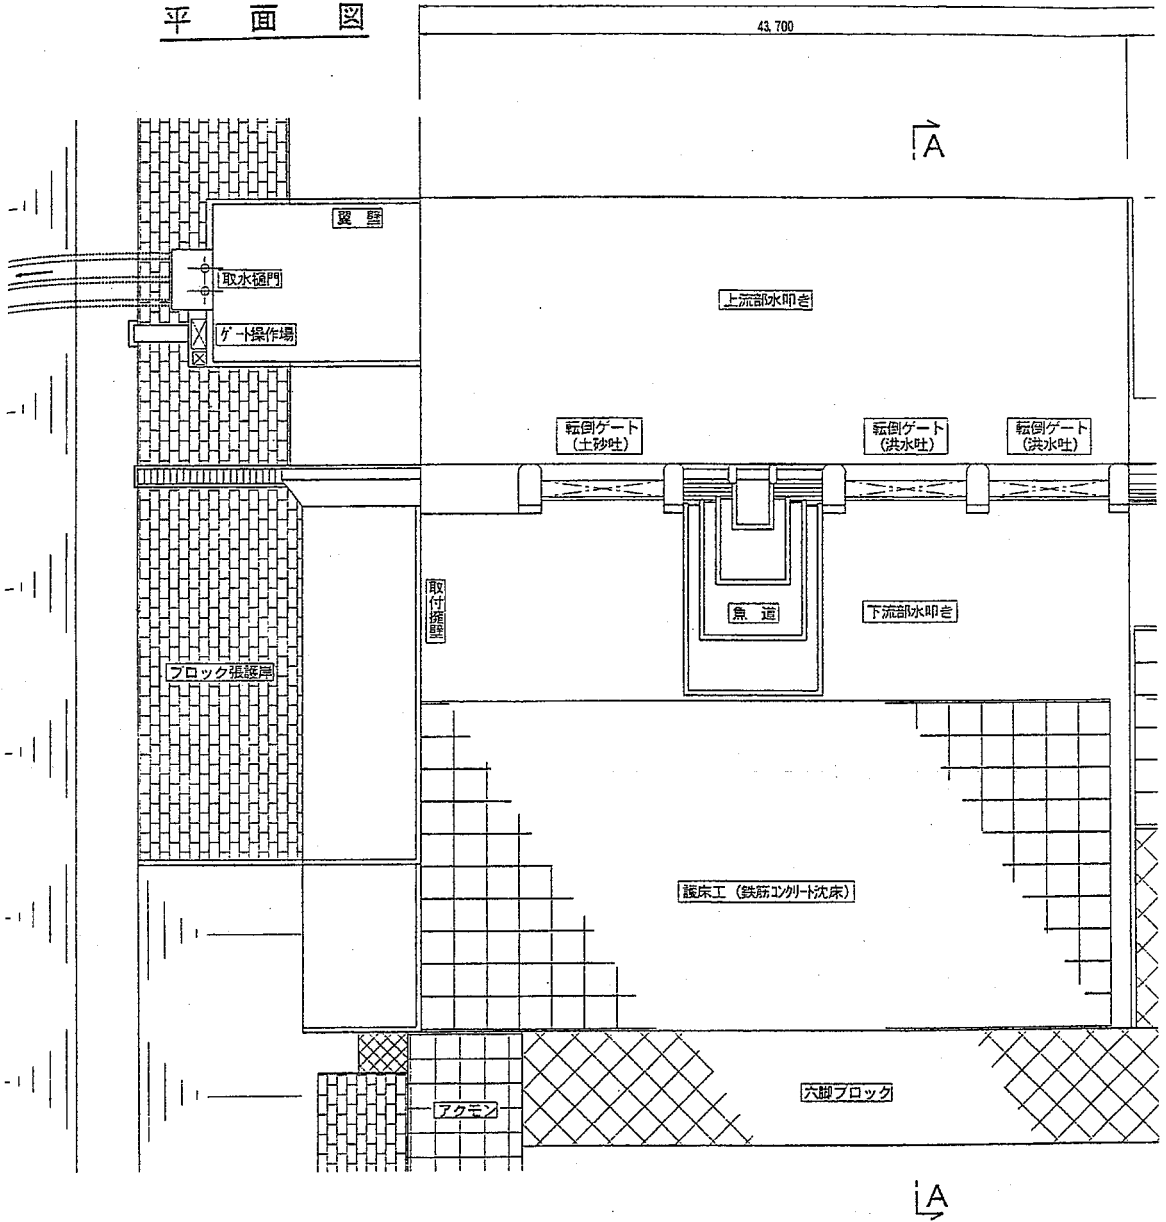 平面図
43,700
A
翼壁
取水樋門
上流部水叩き
ゲート操作場
転倒ゲート
(土砂吐)
転倒ゲート
(洪水吐)
転倒ゲート
(洪水吐)
取付擁壁
魚道
下流部水叩き
ブロック張護岸
護床工(鉄筋コンクリート沈床)
六脚ブロック
アクモン
A